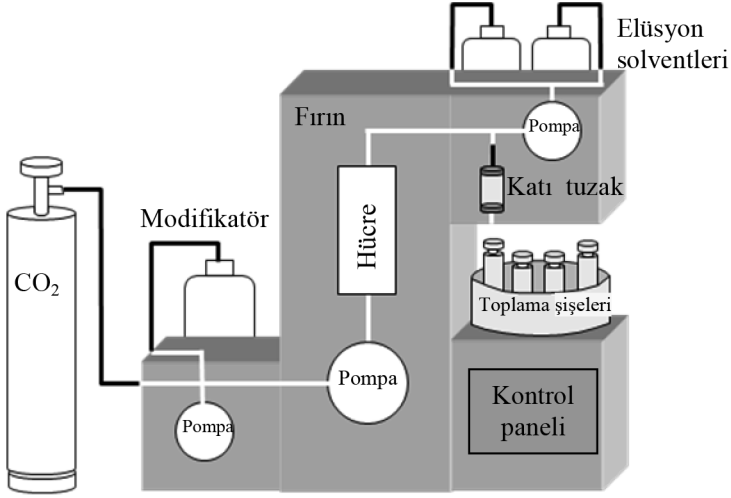 Elüsyon
solventleri
Fırın
Pompa
Katı tuzak
Modifikatör
Hücre
CO₂
Toplama şişeleri
Pompa
Kontrol
paneli
Pompa